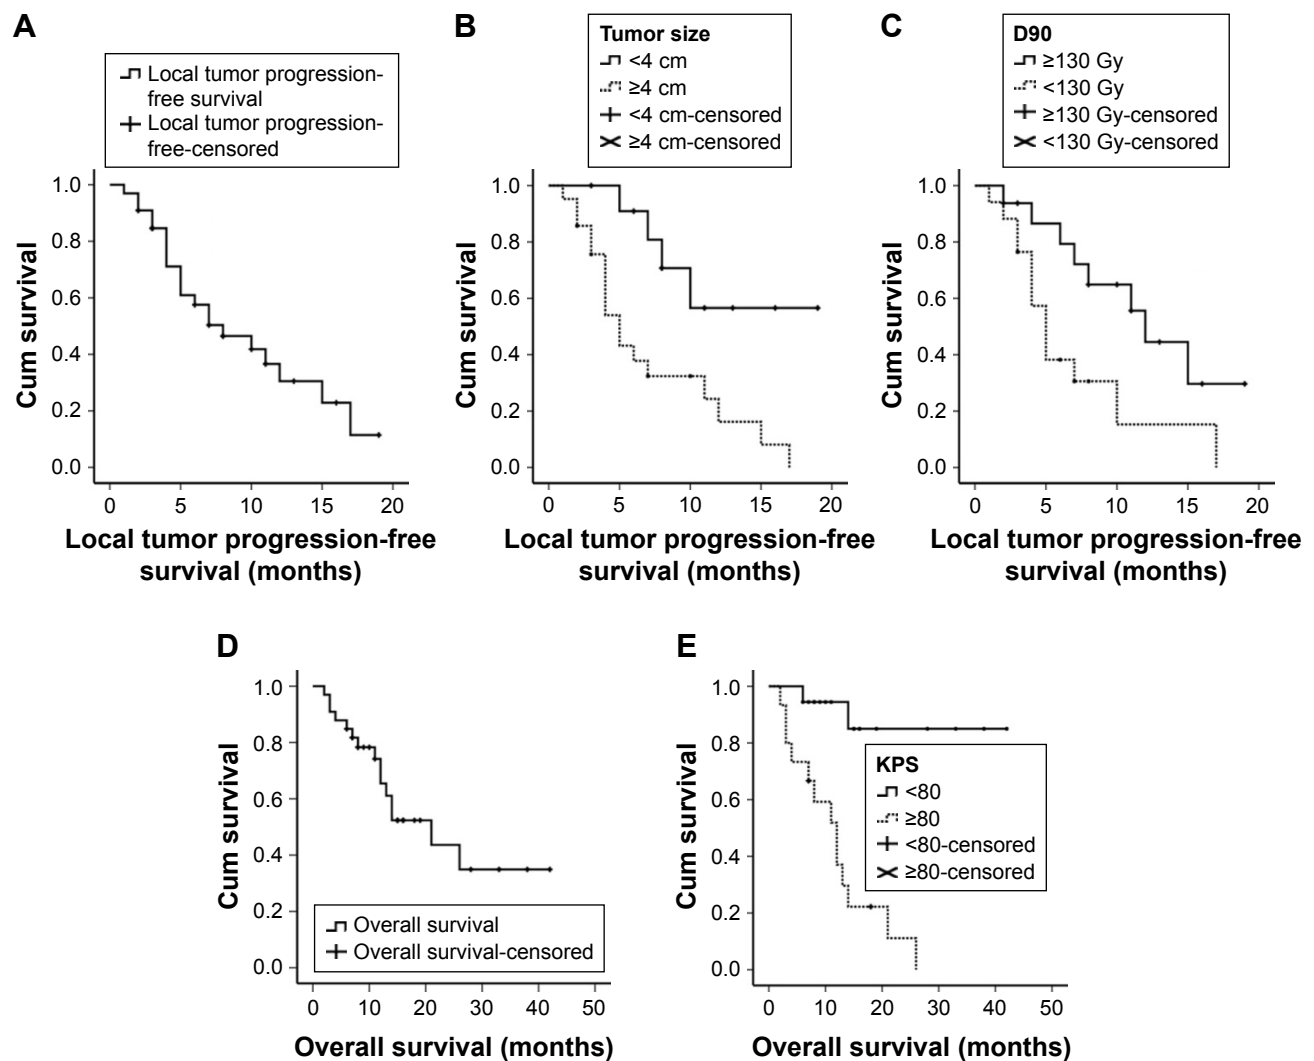 A
Local tumor progression-
free survival
Local tumor progression-
free-censored
1.0
0.8
0.6
0.4
0.2
0.0
Cum survival
0 5 10 15 20
Local tumor progression-free
survival (months)
B
Tumor size
<4 cm
≥4 cm
<4 cm-censored
≥4 cm-censored
1.0
0.8
0.6
0.4
0.2
0.0
Cum survival
0 5 10 15 20
Local tumor progression-free
survival (months)
C
D90
≥130 Gy
<130 Gy
≥130 Gy-censored
<130 Gy-censored
1.0
0.8
0.6
0.4
0.2
0.0
Cum survival
0 5 10 15 20
Local tumor progression-free
survival (months)
D
1.0
0.8
0.6
0.4
0.2
0.0
Cum survival
Overall survival
Overall survival-censored
0 10 20 30 40 50
Overall survival (months)
E
1.0
0.8
0.6
0.4
0.2
0.0
Cum survival
KPS
<80
≥80
<80-censored
≥80-censored
0 10 20 30 40 50
Overall survival (months)